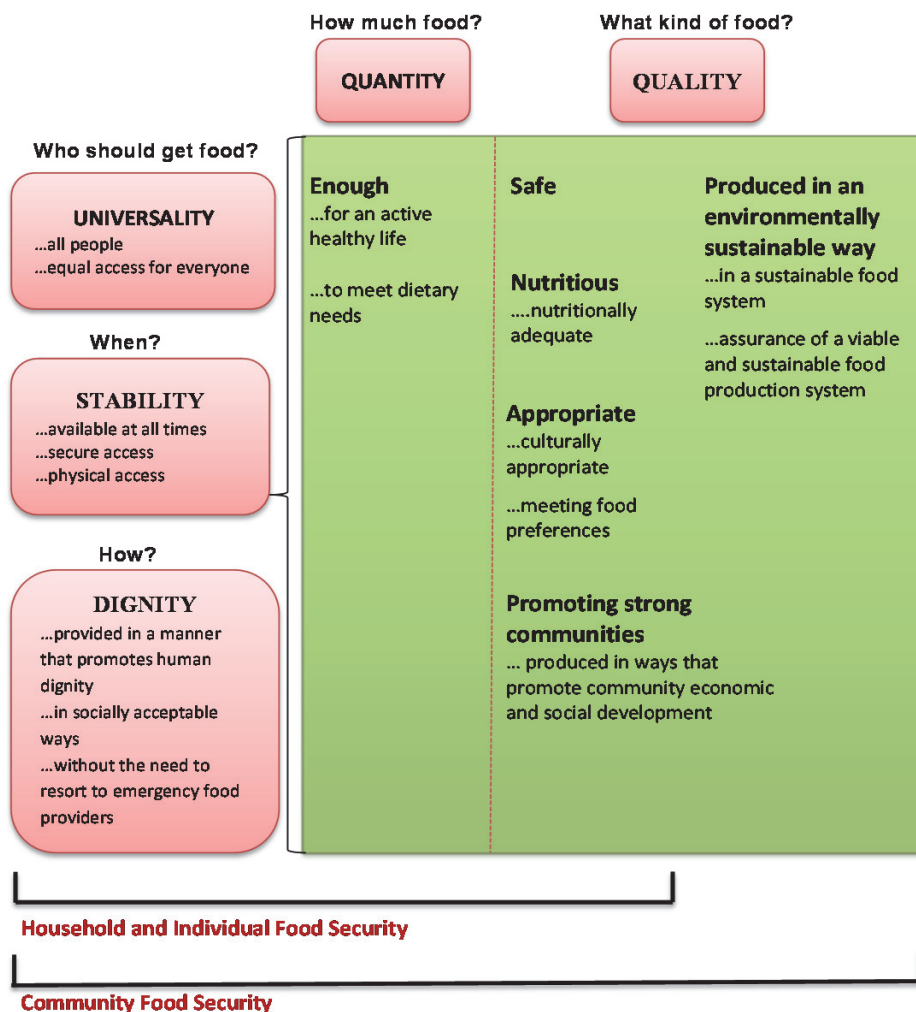 How much food?
What kind of food?
QUANTITY
QUALITY
Who should get food?
UNIVERSALITY
...all people
...equal access for everyone
When?
STABILITY
...available at all times
...secure access
...physical access
How?
DIGNITY
...provided in a manner
that promotes human
dignity
...in socially acceptable
ways
...without the need to
resort to emergency food
providers
Enough
...for an active
healthy life
...to meet dietary
needs
Safe
Nutritious
....nutritionally
adequate
Appropriate
...culturally
appropriate
...meeting food
preferences
Promoting strong
communities
... produced in ways that
promote community economic
and social development
Produced in an
environmentally
sustainable way
...in a sustainable food
system
...assurance of a viable
and sustainable food
production system
Household and Individual Food Security
Community Food Security